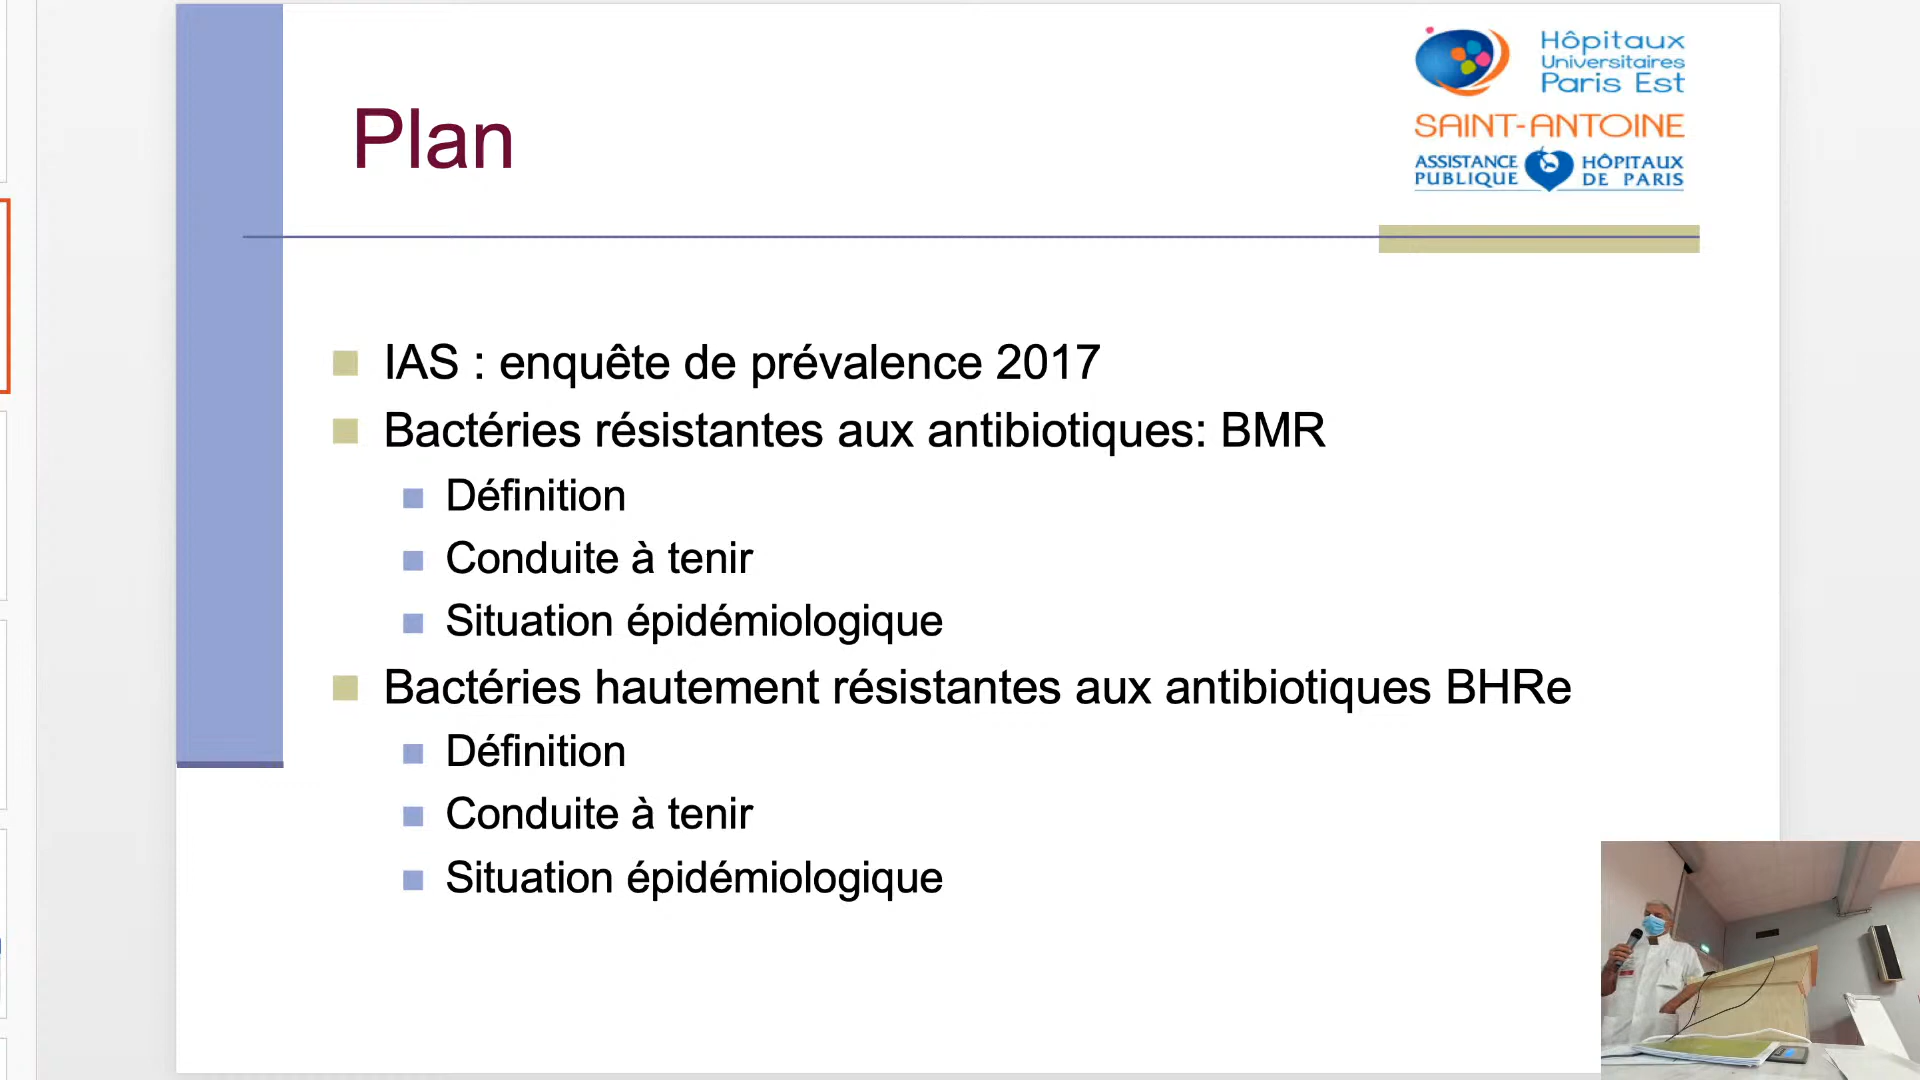 Plan
Hôpitaux
Universitaires
Paris Est
SAINT-ANTOINE
ASSISTANCE HÔPITAUX
PUBLIQUE DE PARIS
IAS : enquête de prévalence 2017
Bactéries résistantes aux antibiotiques: BMR
Définition
Conduite à tenir
Situation épidémiologique
Bactéries hautement résistantes aux antibiotiques BHRe
Définition
Conduite à tenir
Situation épidémiologique